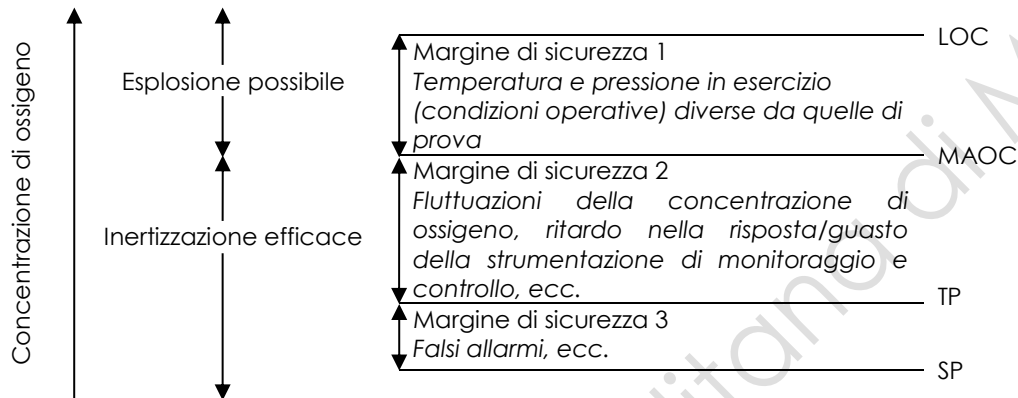 Concentrazione di ossigeno
Esplosione possibile
Inertizzazione efficace
LOC
Margine di sicurezza 1
Temperatura e pressione in esercizio
(condizioni operative) diverse da quelle di
prova
MAOC
Margine di sicurezza 2
Fluttuazioni della concentrazione di
ossigeno, ritardo nella risposta/guasto
della strumentazione di monitoraggio e
controllo, ecc.
TP
Margine di sicurezza 3
Falsi allarmi, ecc.
SP